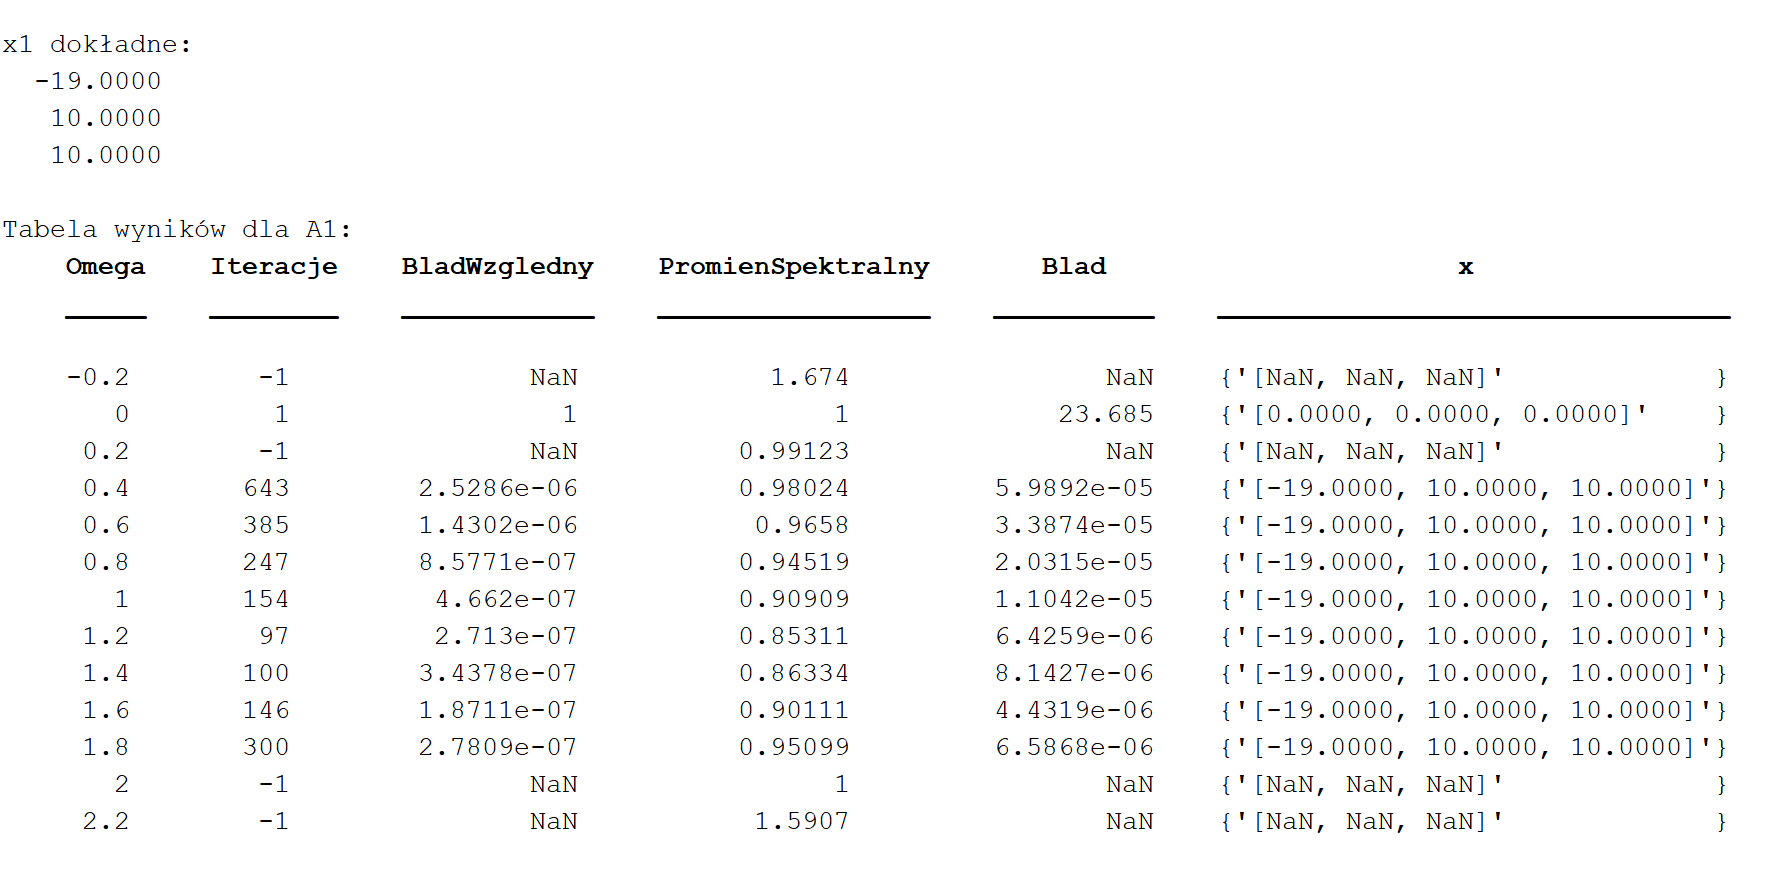 x1 dokładne:
-19.0000
10.0000
10.0000
Tabela wyników dla A1:
Omega Iteracje BladWzgledny PromienSpektralny Blad x
-0.2 -1 NaN 1.674 NaN {'[NaN, NaN, NaN]' }
0 1 1 1 23.685 {'[0.0000, 0.0000, 0.0000]' }
0.2 -1 NaN 0.99123 NaN {'[NaN, NaN, NaN]' }
0.4 643 2.5286e-06 0.98024 5.9892e-05 {'[-19.0000, 10.0000, 10.0000]'}
0.6 385 1.4302e-06 0.9658 3.3874e-05 {'[-19.0000, 10.0000, 10.0000]'}
0.8 247 8.5771e-07 0.94519 2.0315e-05 {'[-19.0000, 10.0000, 10.0000]'}
1 154 4.662e-07 0.90909 1.1042e-05 {'[-19.0000, 10.0000, 10.0000]'}
1.2 97 2.713e-07 0.85311 6.4259e-06 {'[-19.0000, 10.0000, 10.0000]'}
1.4 100 3.4378e-07 0.86334 8.1427e-06 {'[-19.0000, 10.0000, 10.0000]'}
1.6 146 1.8711e-07 0.90111 4.4319e-06 {'[-19.0000, 10.0000, 10.0000]'}
1.8 300 2.7809e-07 0.95099 6.5868e-06 {'[-19.0000, 10.0000, 10.0000]'}
2 -1 NaN 1 NaN {'[NaN, NaN, NaN]' }
2.2 -1 NaN 1.5907 NaN {'[NaN, NaN, NaN]' }